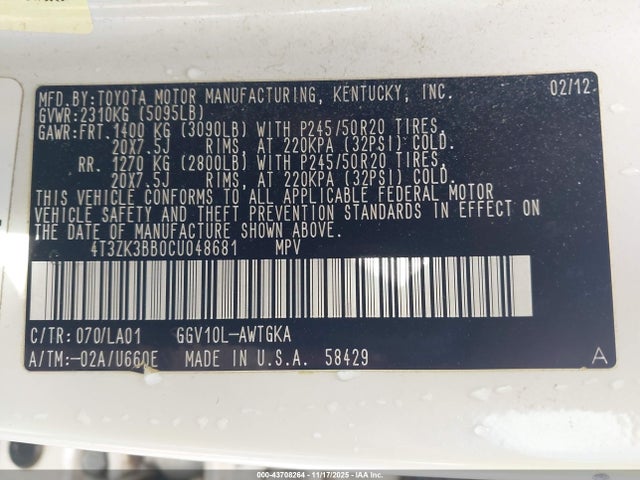 MFD.BY:TOYOTA MOTOR MANUFACTURING, KENTUCKY, INC. 02/12
GVWR:2310KG (5095LB)
GAWR:FRT.1400 KG (3090LB) WITH P245/50R20 TIRES,
20X7.5J RIMS, AT 220KPA (32PSI) COLD.
RR. 1270 KG (2800LB) WITH P245/50R20 TIRES,
20X7.5J RIMS, AT 220KPA (32PSI) COLD.
THIS VEHICLE CONFORMS TO ALL APPLICABLE FEDERAL MOTOR
VEHICLE SAFETY AND THEFT PREVENTION STANDARDS IN EFFECT ON
THE DATE OF MANUFACTURE SHOWN ABOVE.
4T3ZK3BB0CU048681 MPV
C/TR:070/LA01 GGV10L-AWTGKA
A/TM:-02A/U660E MADE IN U.S.A. 58429 A
000-43708264 - 11/17/2025 - IAAI.COM